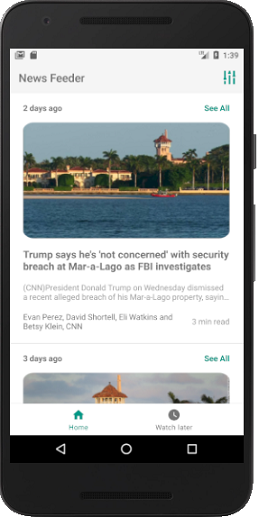 1:39
News Feeder
2 days ago
See All
Trump says he's 'not concerned' with security
breach at Mar-a-Lago as FBI investigates
(CNN)President Donald Trump on Wednesday dismissed
a recent alleged breach of his Mar-a-Lago property, sayin...
Evan Perez, David Shortell, Eli Watkins and
Betsy Klein, CNN
3 min read
3 days ago
See All
Home
Watch later